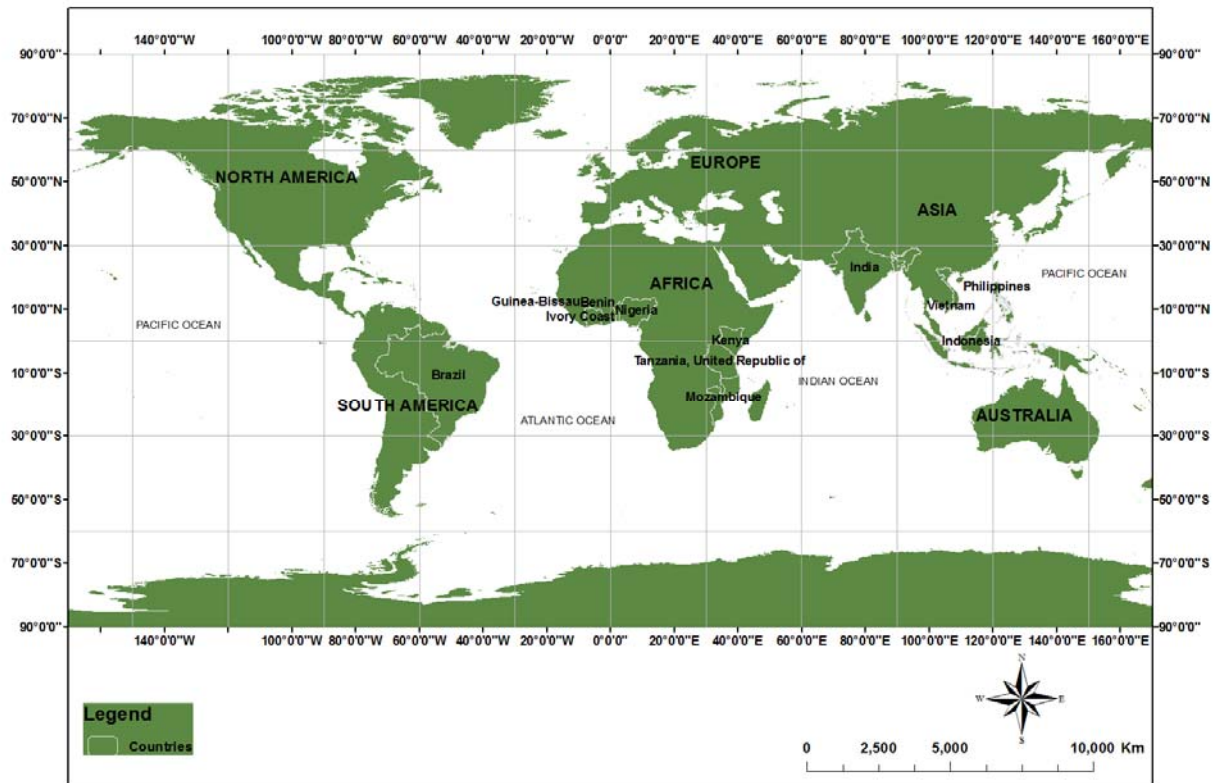 140°0'0"W 100°0'0"W 80°0'0"W 60°0'0"W 40°0'0"W 20°0'0"W 0°0'0" 20°0'0"E 40°0'0"E 60°0'0"E 80°0'0"E 100°0'0"E 120°0'0"E 140°0'0"E 160°0'0"E
90°0'0"N 90°0'0"N
70°0'0"N 70°0'0"N
EUROPE
NORTH AMERICA
50°0'0"N 50°0'0"N
ASIA
30°0'0"N 30°0'0"N
India
PACIFIC OCEAN
AFRICA
Philippines
Guinea-Bissau Benin
Vietnam
10°0'0"N Nigeria 10°0'0"N
Ivory Coast
PACIFIC OCEAN
Kenya Indonesia
Tanzania, United Republic of
10°0'0"S Brazil 10°0'0"S
INDIAN OCEAN
Mozambique
SOUTH AMERICA
AUSTRALIA
ATLANTIC OCEAN
30°0'0"S 30°0'0"S
50°0'0"S 50°0'0"S
70°0'0"S 70°0'0"S
90°0'0"S 90°0'0"S
140°0'0"W 100°0'0"W 80°0'0"W 60°0'0"W 40°0'0"W 20°0'0"W 0°0'0" 20°0'0"E 40°0'0"E 60°0'0"E 80°0'0"E 100°0'0"E 120°0'0"E 140°0'0"E 160°0'0"E
N
W E
S
Legend
Countries
0 2,500 5,000 10,000 Km